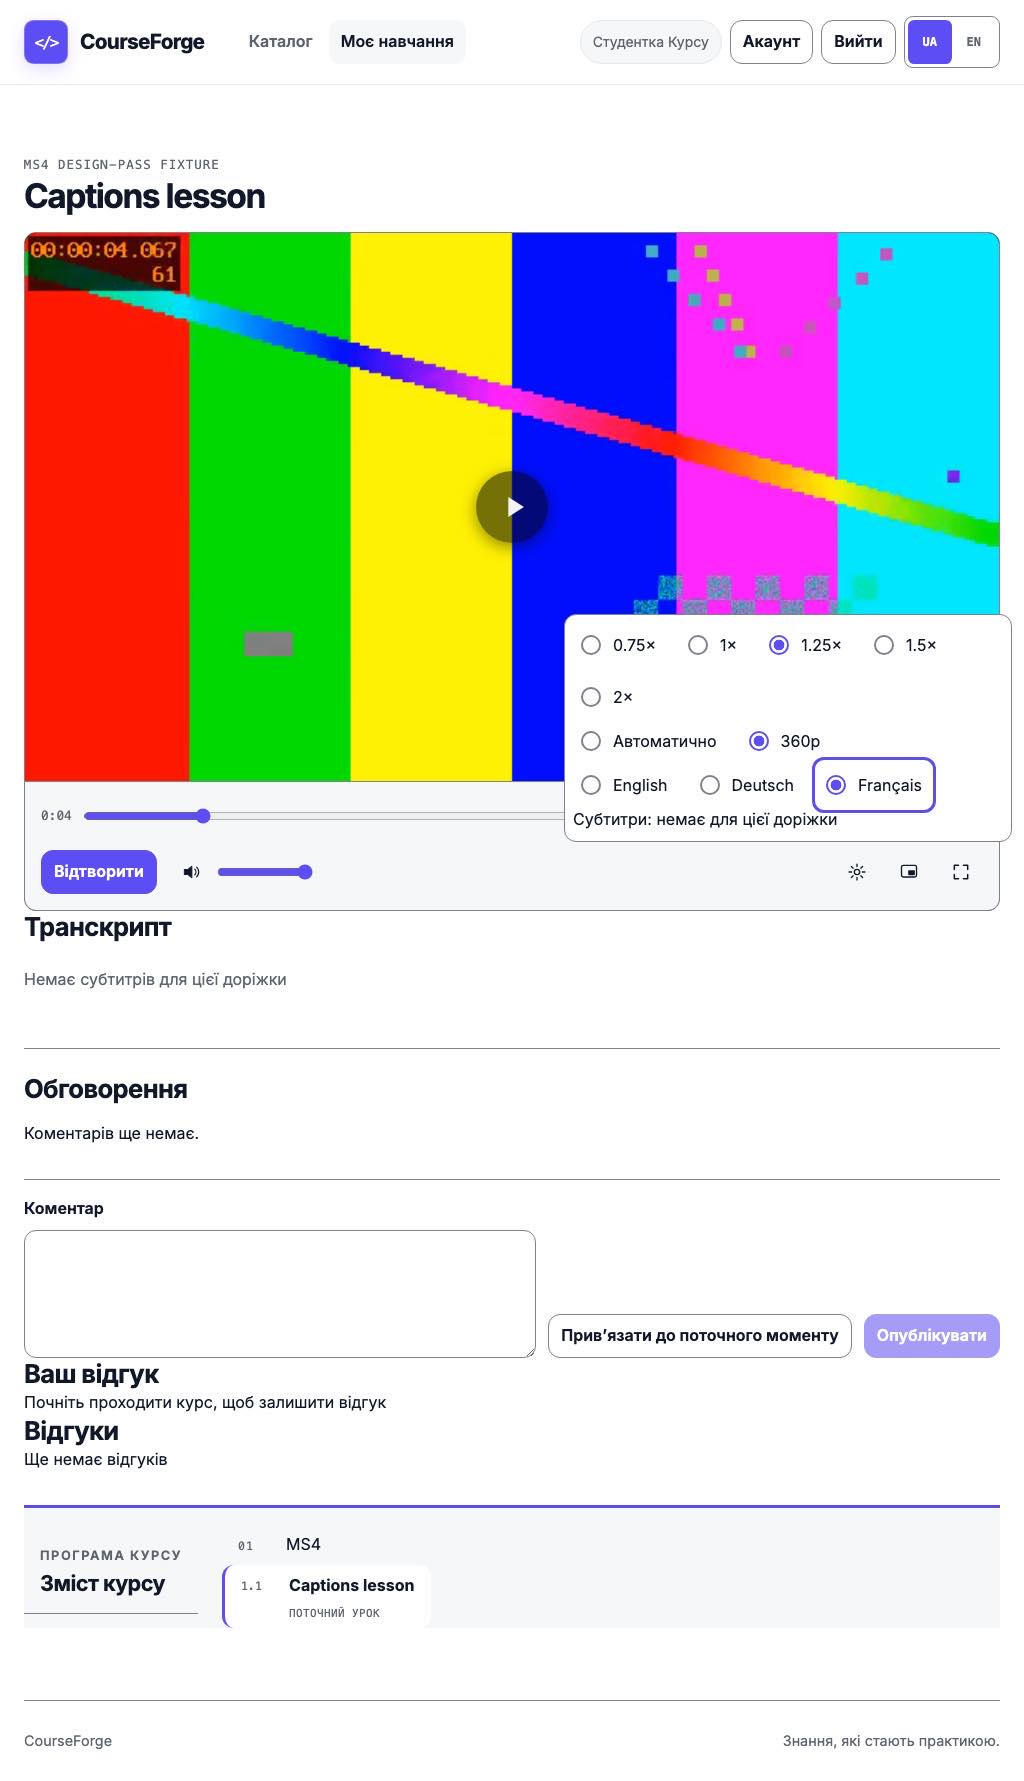 </> CourseForge Каталог Моє навчання Студентка Курсу Акаунт Вийти UA EN
MS4 DESIGN-PASS FIXTURE
Captions lesson
00:00:04.067
61
0.75× 1× 1.25× 1.5×
2×
Автоматично 360p
English Deutsch Français
Субтитри: немає для цієї доріжки
0:04
Відтворити
Транскрипт
Немає субтитрів для цієї доріжки
Обговорення
Коментарів ще немає.
Коментар
Прив’язати до поточного моменту Опублікувати
Ваш відгук
Почніть проходити курс, щоб залишити відгук
Відгуки
Ще немає відгуків
ПРОГРАМА КУРСУ
Зміст курсу
01 MS4
1.1 Captions lesson
ПОТОЧНИЙ УРОК
CourseForge Знання, які стають практикою.